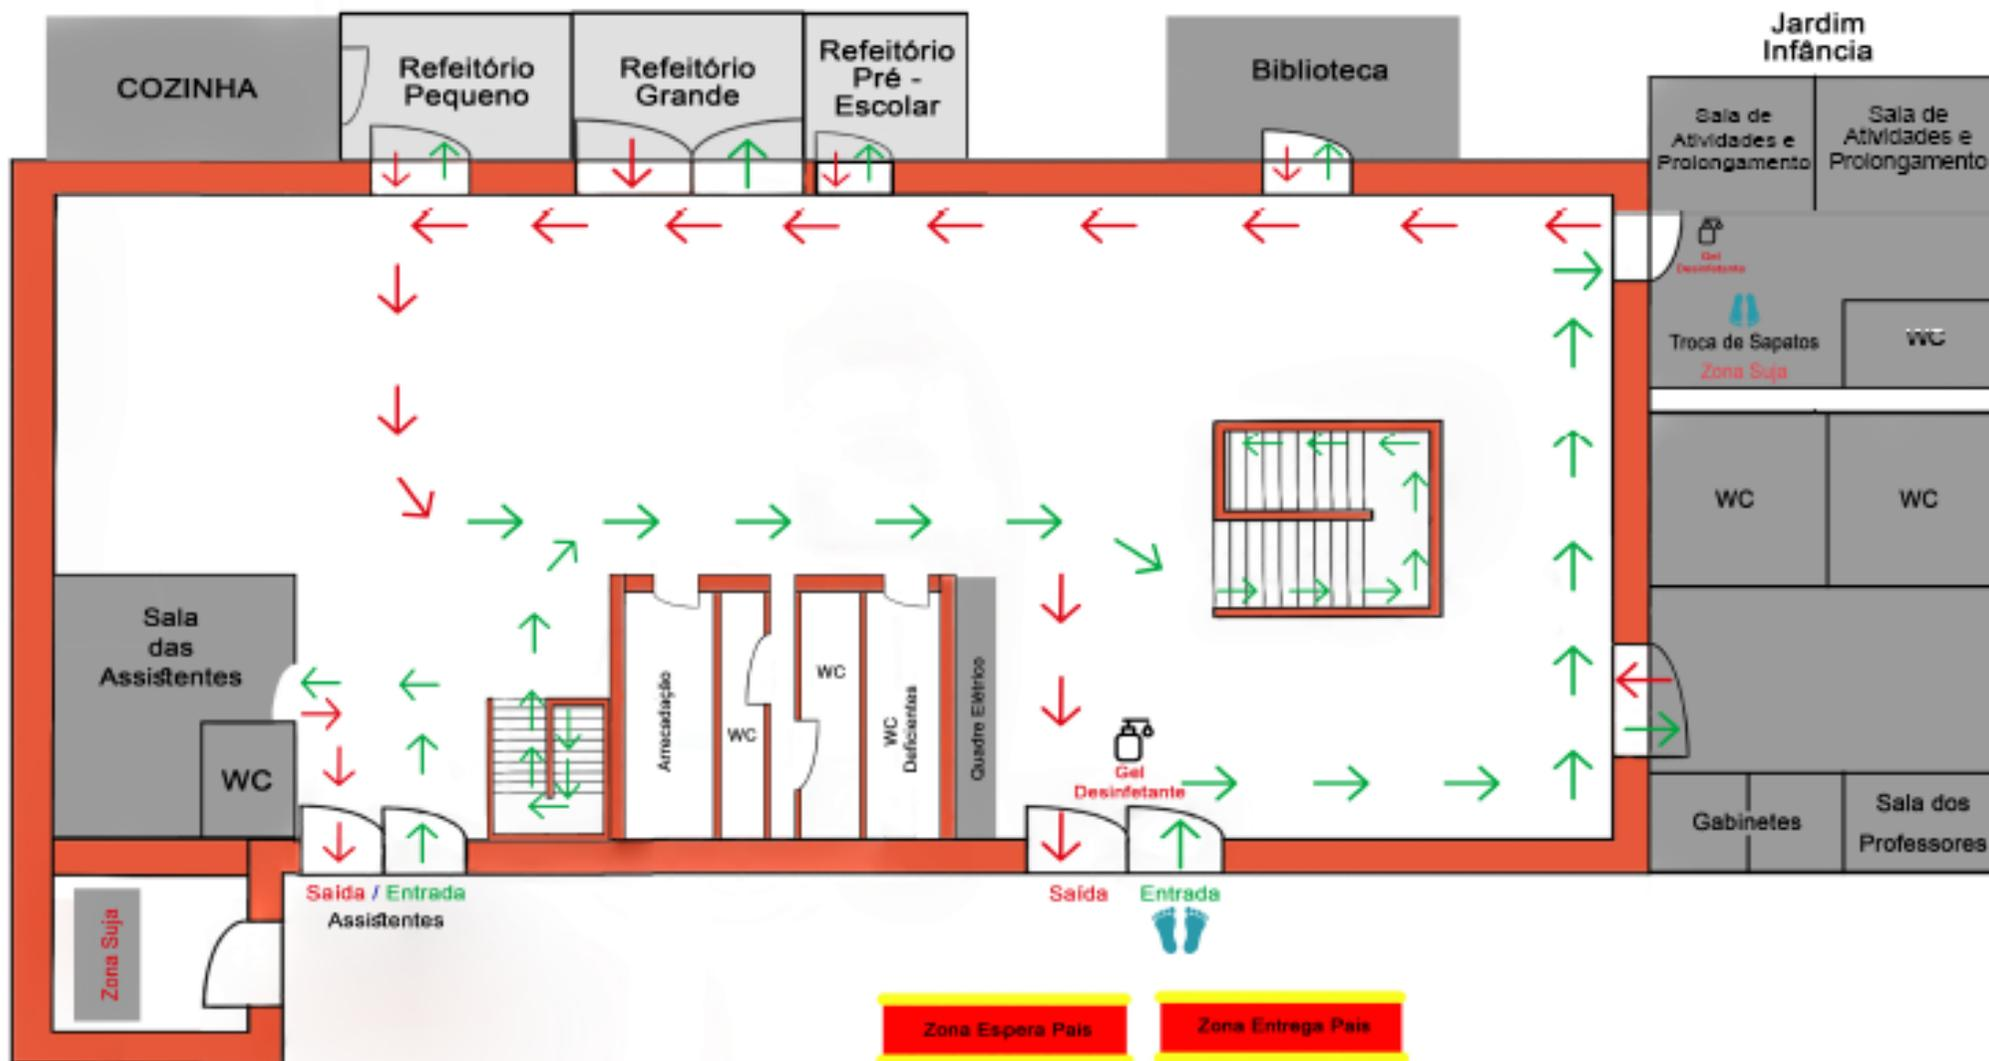 COZINHA
Refeitório
Pequeno
Refeitório
Grande
Refeitório
Pré -
Escolar
Biblioteca
Jardim
Infância
Sala de
Atividades e
Prolongamento
Sala de
Atividades e
Prolongamento
Gel
Desinfetante
Troca de Sapatos
Zona Suja
WC
WC
WC
Sala
das
Assistentes
WC
Arrecadação
WC
WC
WC
Deficientes
Quadro Elétrico
Gel
Desinfetante
Gabinetes
Sala dos
Professores
Saída / Entrada
Assistentes
Saída
Entrada
Zona Suja
Zona Espera Pais
Zona Entrega Pais